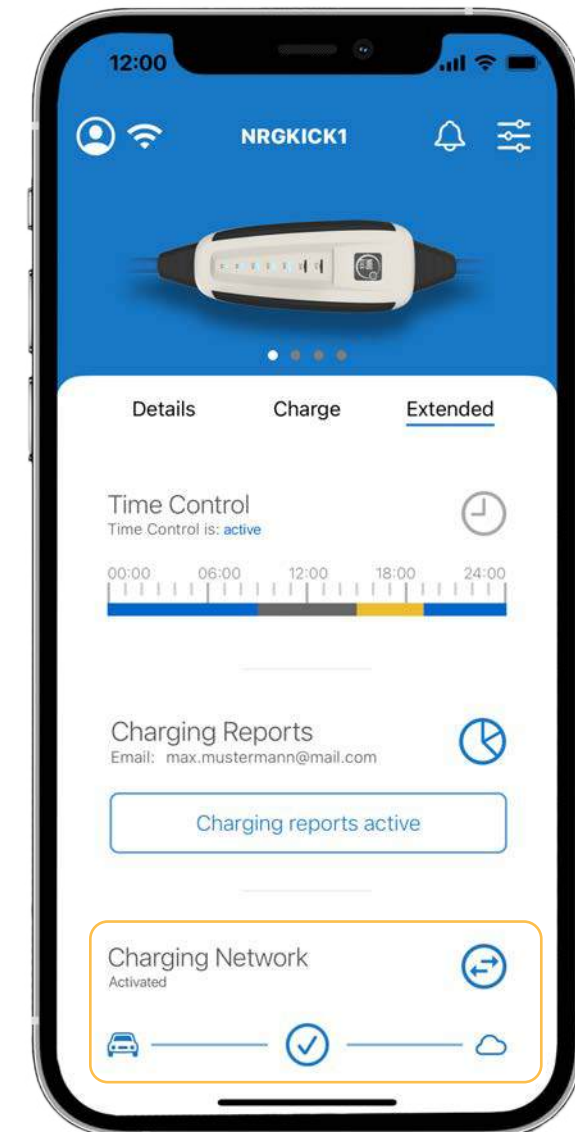 12:00
NRGKICK1
Details Charge Extended
Time Control
Time Control is: active
00:00 06:00 12:00 18:00 24:00
Charging Reports
Email: max.mustermann@mail.com
Charging reports active
Charging Network
Activated